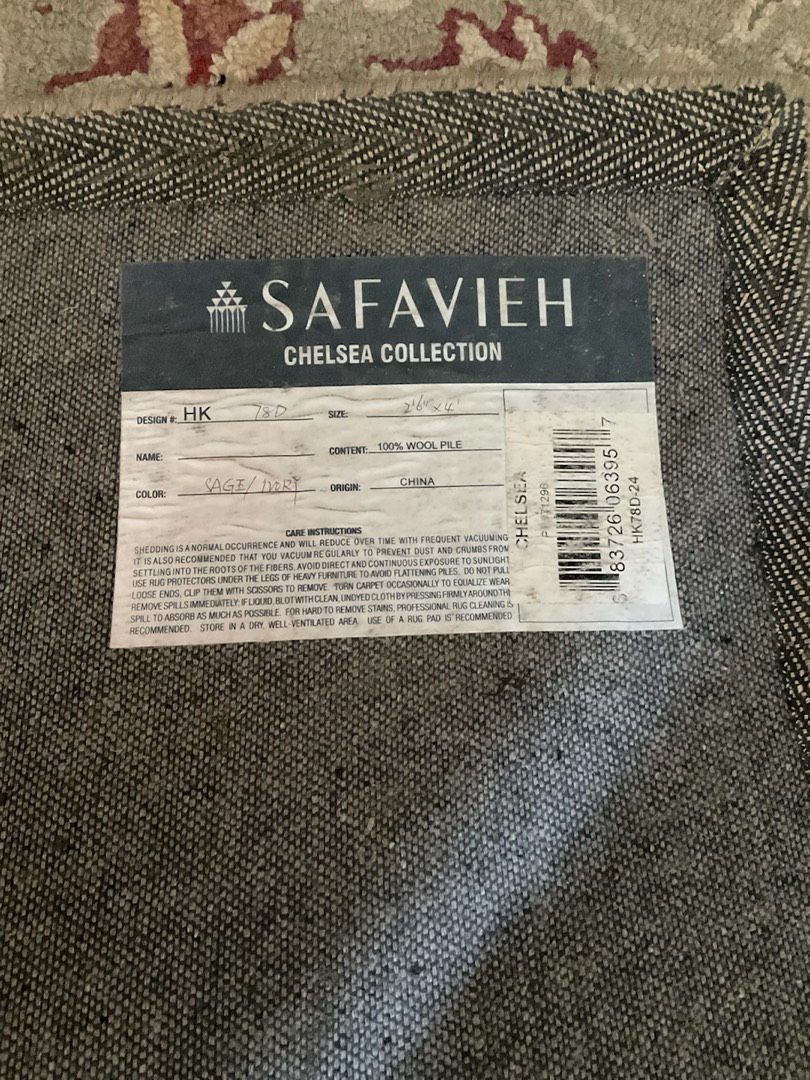 SAFAVIEH
CHELSEA COLLECTION
DESIGN #: HK 78D SIZE: 2'6" x 4'
NAME: CONTENT: 100% WOOL PILE
COLOR: SAGE/IVORY ORIGIN: CHINA
CARE INSTRUCTIONS
SHEDDING IS A NORMAL OCCURRENCE AND WILL REDUCE OVER TIME WITH FREQUENT VACUUMING
IT IS ALSO RECOMMENDED THAT YOU VACUUM REGULARLY TO PREVENT DUST AND CRUMBS FROM
SETTLING INTO THE ROOTS OF THE FIBERS. AVOID DIRECT AND CONTINUOUS EXPOSURE TO SUNLIGHT
USE RUG PROTECTORS UNDER THE LEGS OF HEAVY FURNITURE TO AVOID FLATTENING PILES. DO NOT PULL
LOOSE ENDS, CLIP THEM WITH SCISSORS TO REMOVE. TURN CARPET OCCASIONALLY TO EQUALIZE WEAR
REMOVE SPILLS IMMEDIATELY, IF LIQUID, BLOT WITH CLEAN, UNDYED CLOTH BY PRESSING FIRMLY AROUND TH
SPILL TO ABSORB AS MUCH AS POSSIBLE. FOR HARD TO REMOVE STAINS, PROFESSIONAL RUG CLEANING IS
RECOMMENDED. STORE IN A DRY, WELL-VENTILATED AREA. USE OF A RUG PAD IS RECOMMENDED
CHELSEA
83726 06395 7
HK78D-24